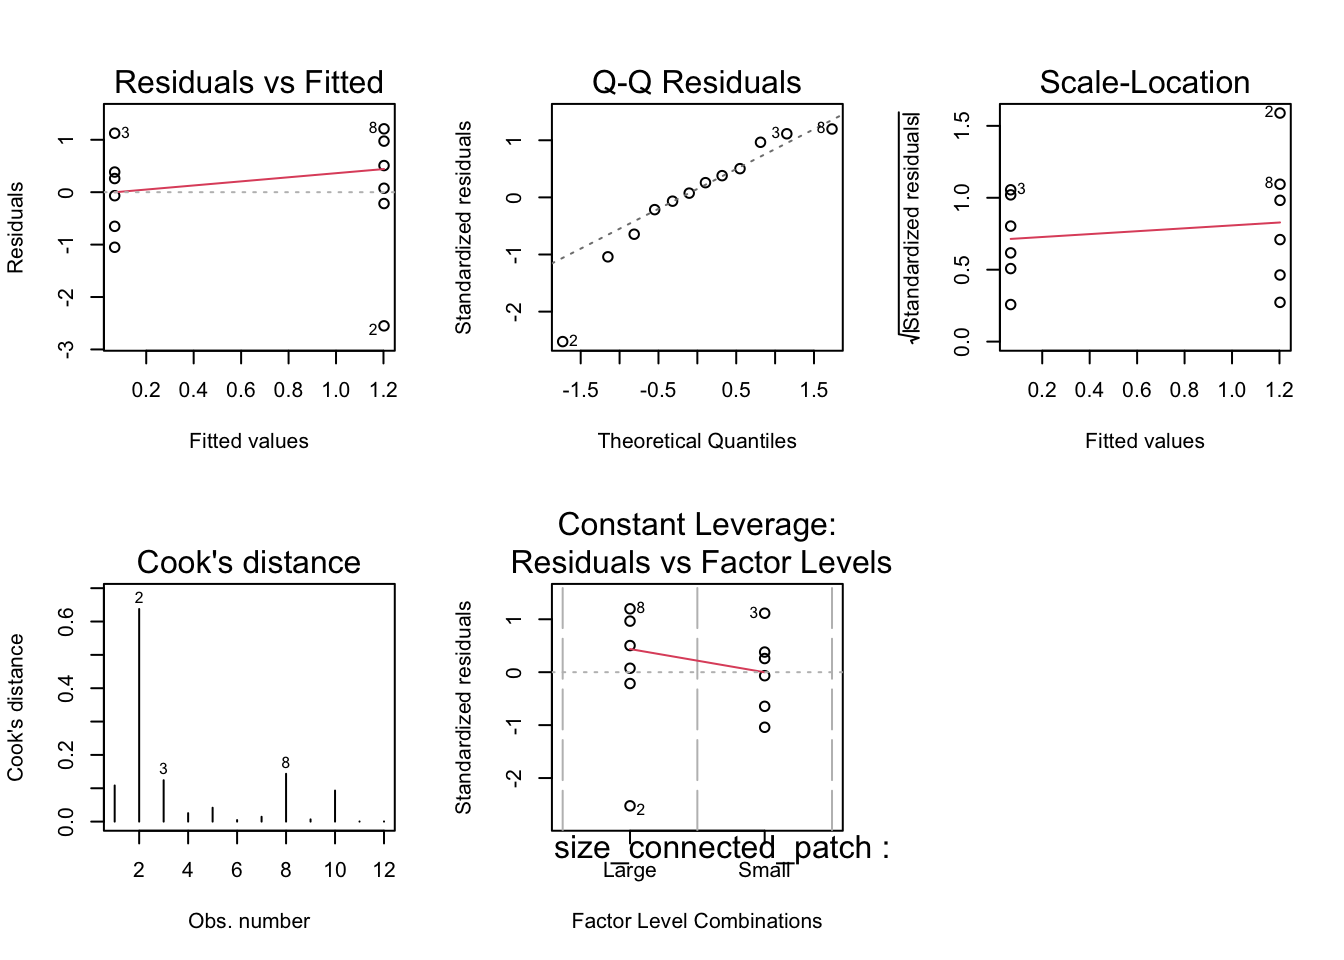 Residuals vs Fitted
Residuals
1
0
-1
-2
-3
3
8
2
0.2 0.4 0.6 0.8 1.0 1.2
Fitted values
Q-Q Residuals
Standardized residuals
1
0
-1
-2
3
8
2
-1.5 -0.5 0.5 1.5
Theoretical Quantiles
Scale-Location
√|Standardized residuals|
1.5
1.0
0.5
0.0
2
3
8
0.2 0.4 0.6 0.8 1.0 1.2
Fitted values
Cook's distance
Cook's distance
0.6
0.4
0.2
0.0
2
3
8
2 4 6 8 10 12
Obs. number
Constant Leverage:
Residuals vs Factor Levels
Standardized residuals
1
0
-1
-2
8
3
2
size_connected_patch :
Large Small
Factor Level Combinations